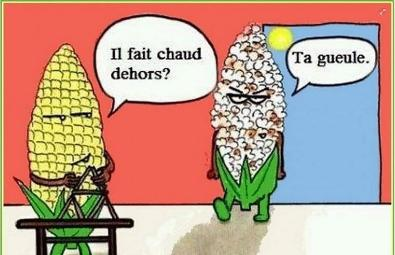 Il fait chaud
dehors?
Ta gueule.